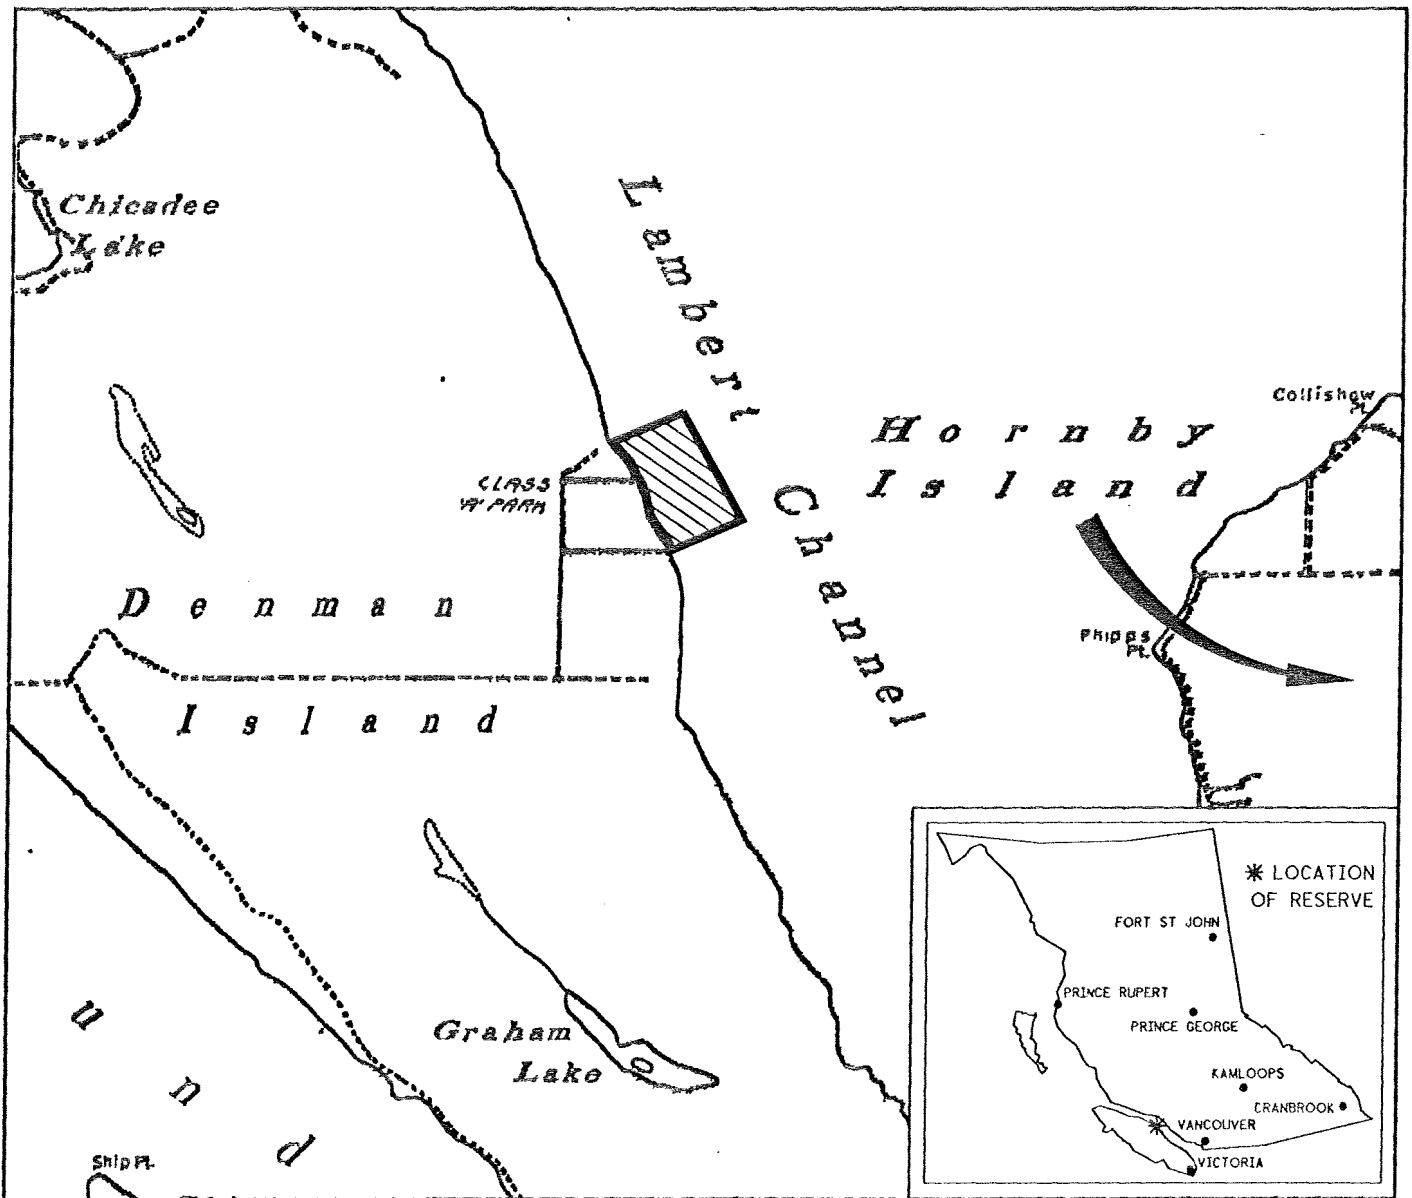 Chicadee
Lake
Lambert
Channel
Hornby
Island
Collishaw
Pt.
CLASS
'A' PARK
Denman
Island
Phipps
Pt.
Graham
Lake
und
Ship Pt.
* LOCATION
OF RESERVE
FORT ST JOHN
PRINCE RUPERT
PRINCE GEORGE
KAMLOOPS
CRANBROOK
VANCOUVER
VICTORIA